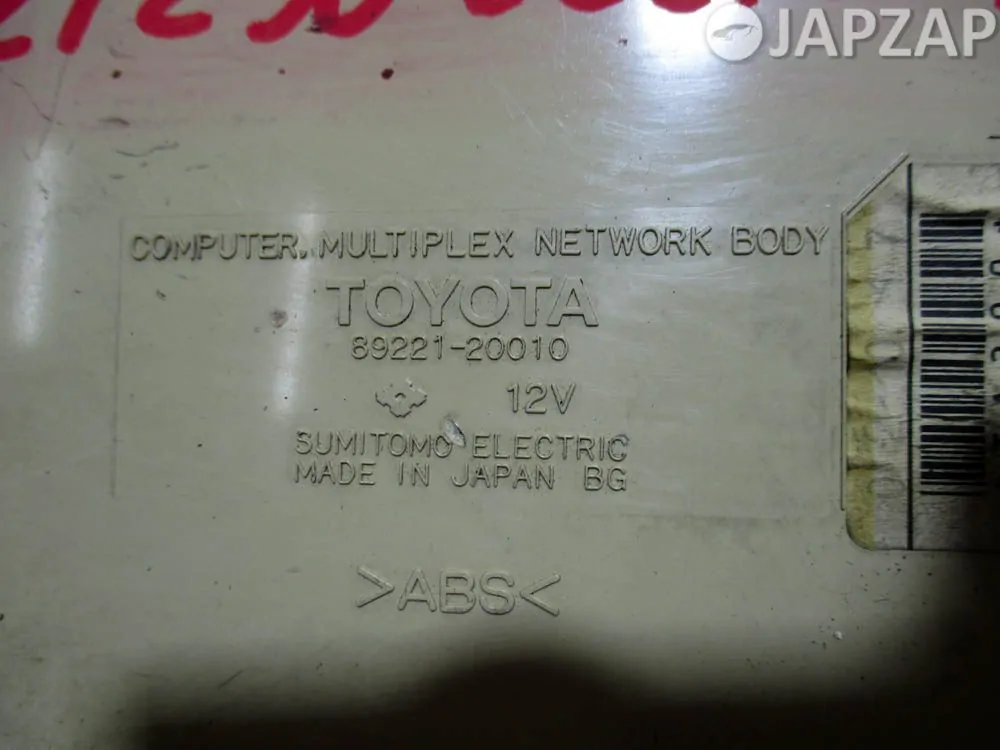 JAPZAP
COMPUTER, MULTIPLEX NETWORK BODY
TOYOTA
89221-20010
12V
SUMITOMO ELECTRIC
MADE IN JAPAN BG
>ABS<